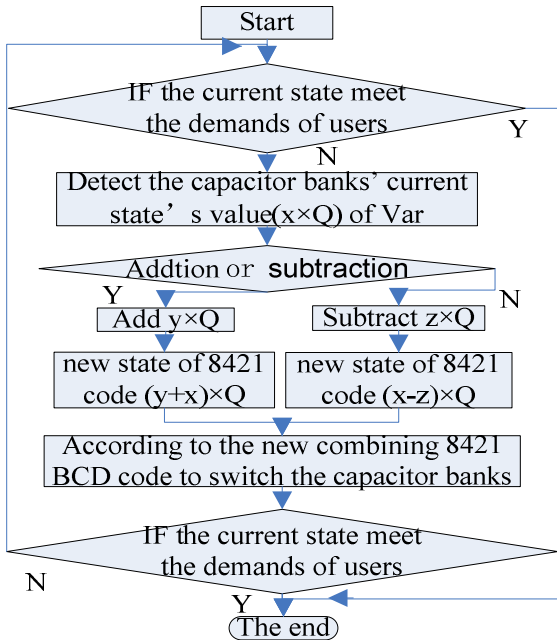 Start
IF the current state meet
the demands of users
Y
N
Detect the capacitor banks' current
state's value(x×Q) of Var
Addtion or subtraction
Y
N
Add y×Q
Subtract z×Q
new state of 8421
code (y+x)×Q
new state of 8421
code (x-z)×Q
According to the new combining 8421
BCD code to switch the capacitor banks
IF the current state meet
the demands of users
N
Y
The end